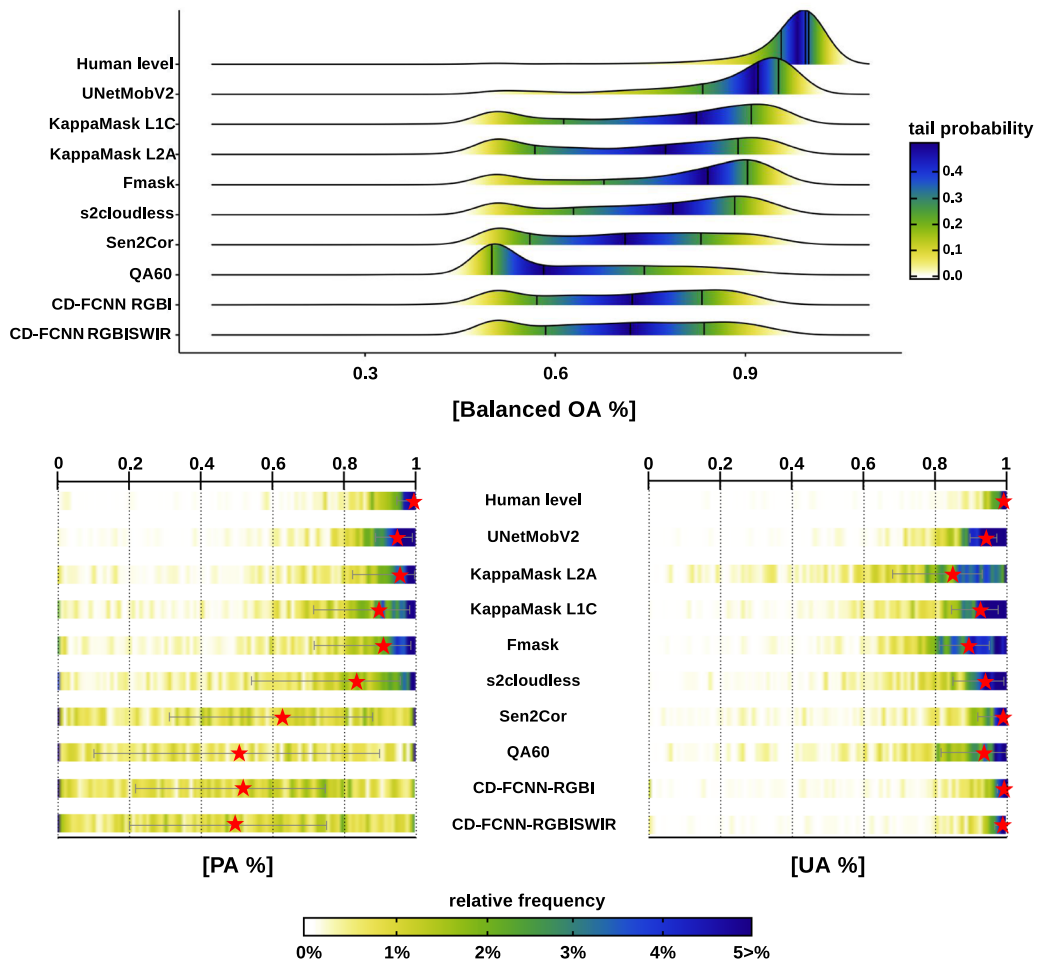 Human level
UNetMobV2
KappaMask L1C
KappaMask L2A
Fmask
s2cloudless
Sen2Cor
QA60
CD-FCNN RGBI
CD-FCNN RGBISWIR
0.3 0.6 0.9
[Balanced OA %]
tail probability
0.4
0.3
0.2
0.1
0.0
0 0.2 0.4 0.6 0.8 1
0 0.2 0.4 0.6 0.8 1
Human level
UNetMobV2
KappaMask L2A
KappaMask L1C
Fmask
s2cloudless
Sen2Cor
QA60
CD-FCNN-RGBI
CD-FCNN-RGBISWIR
[PA %]
[UA %]
relative frequency
0% 1% 2% 3% 4% 5>%